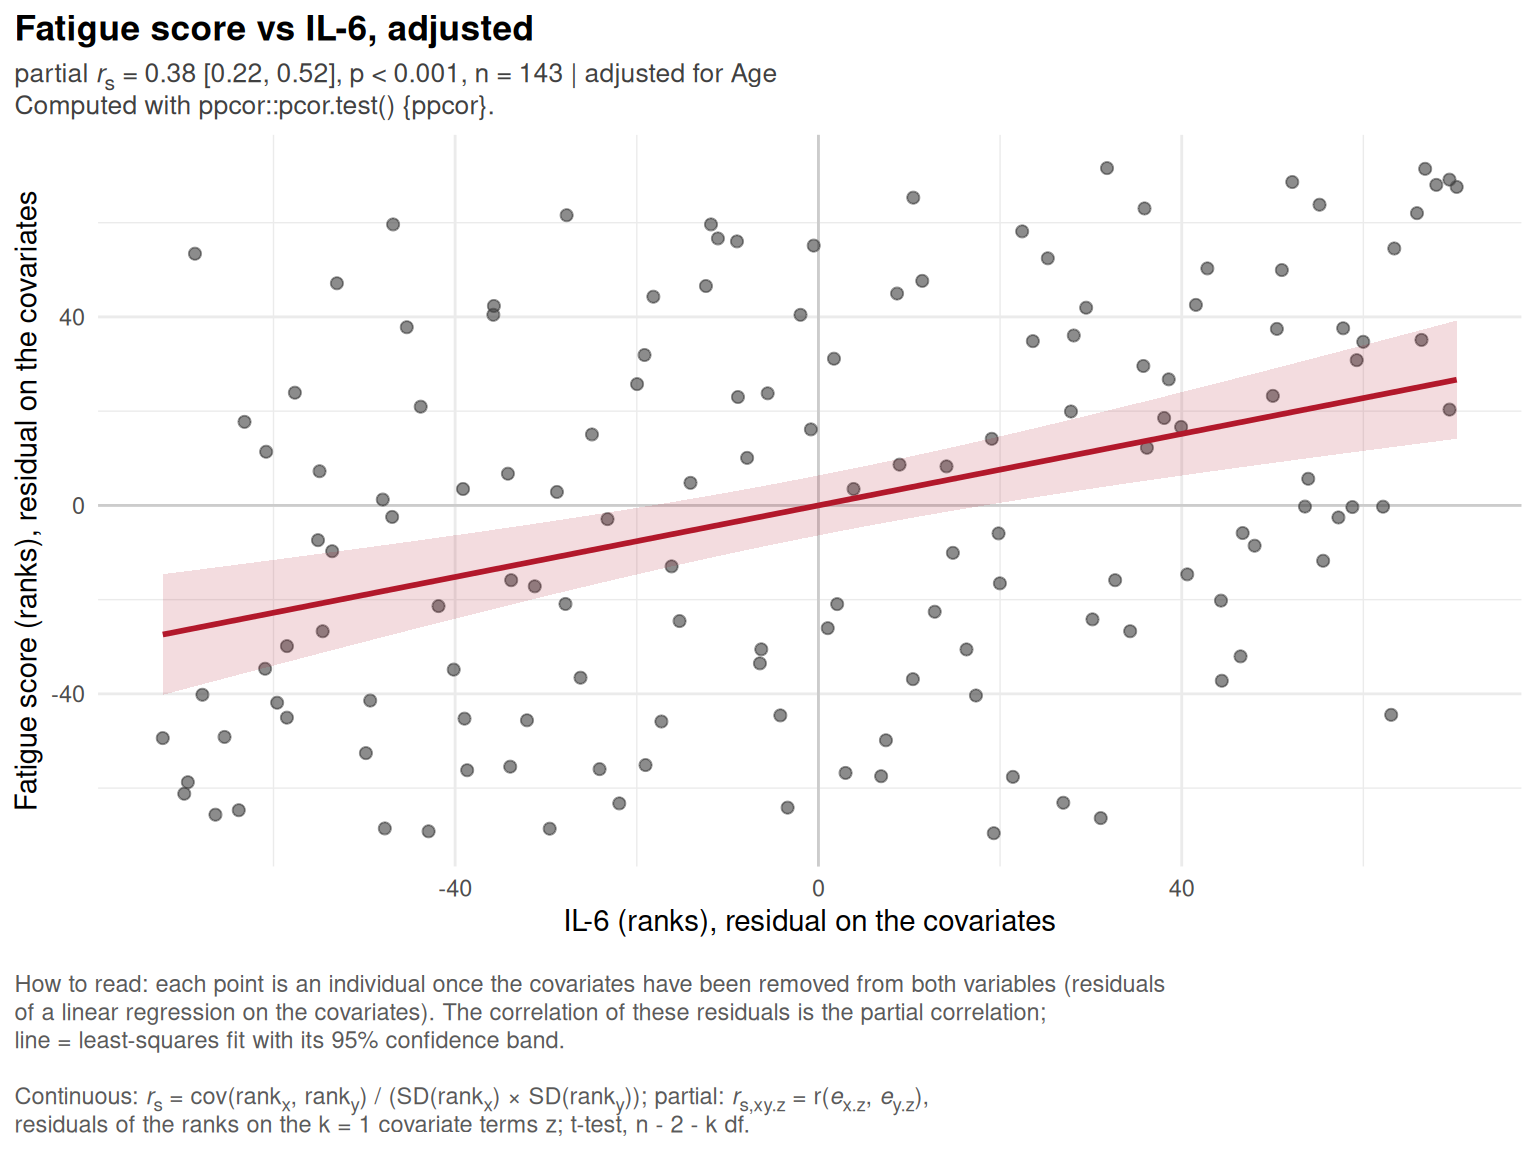 Fatigue score vs IL-6, adjusted
partial rs = 0.38 [0.22, 0.52], p < 0.001, n = 143 | adjusted for Age
Computed with ppcor::pcor.test() {ppcor}.
Fatigue score (ranks), residual on the covariates
40
0
-40
-40
0
40
IL-6 (ranks), residual on the covariates
How to read: each point is an individual once the covariates have been removed from both variables (residuals
of a linear regression on the covariates). The correlation of these residuals is the partial correlation;
line = least-squares fit with its 95% confidence band.
Continuous: rs = cov(rankx, ranky) / (SD(rankx) × SD(ranky)); partial: rs,xy.z = r(ex.z, ey.z),
residuals of the ranks on the k = 1 covariate terms z; t-test, n - 2 - k df.